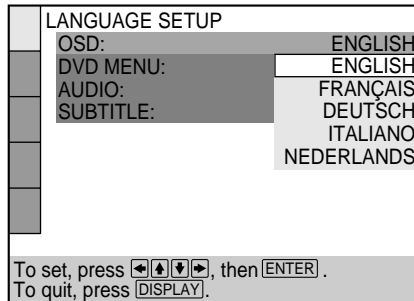 LANGUAGE SETUP
OSD: ENGLISH
DVD MENU: ENGLISH
AUDIO: FRANÇAIS
SUBTITLE: DEUTSCH
ITALIANO
NEDERLANDS
To set, press ←↑↓→, then ENTER .
To quit, press DISPLAY.